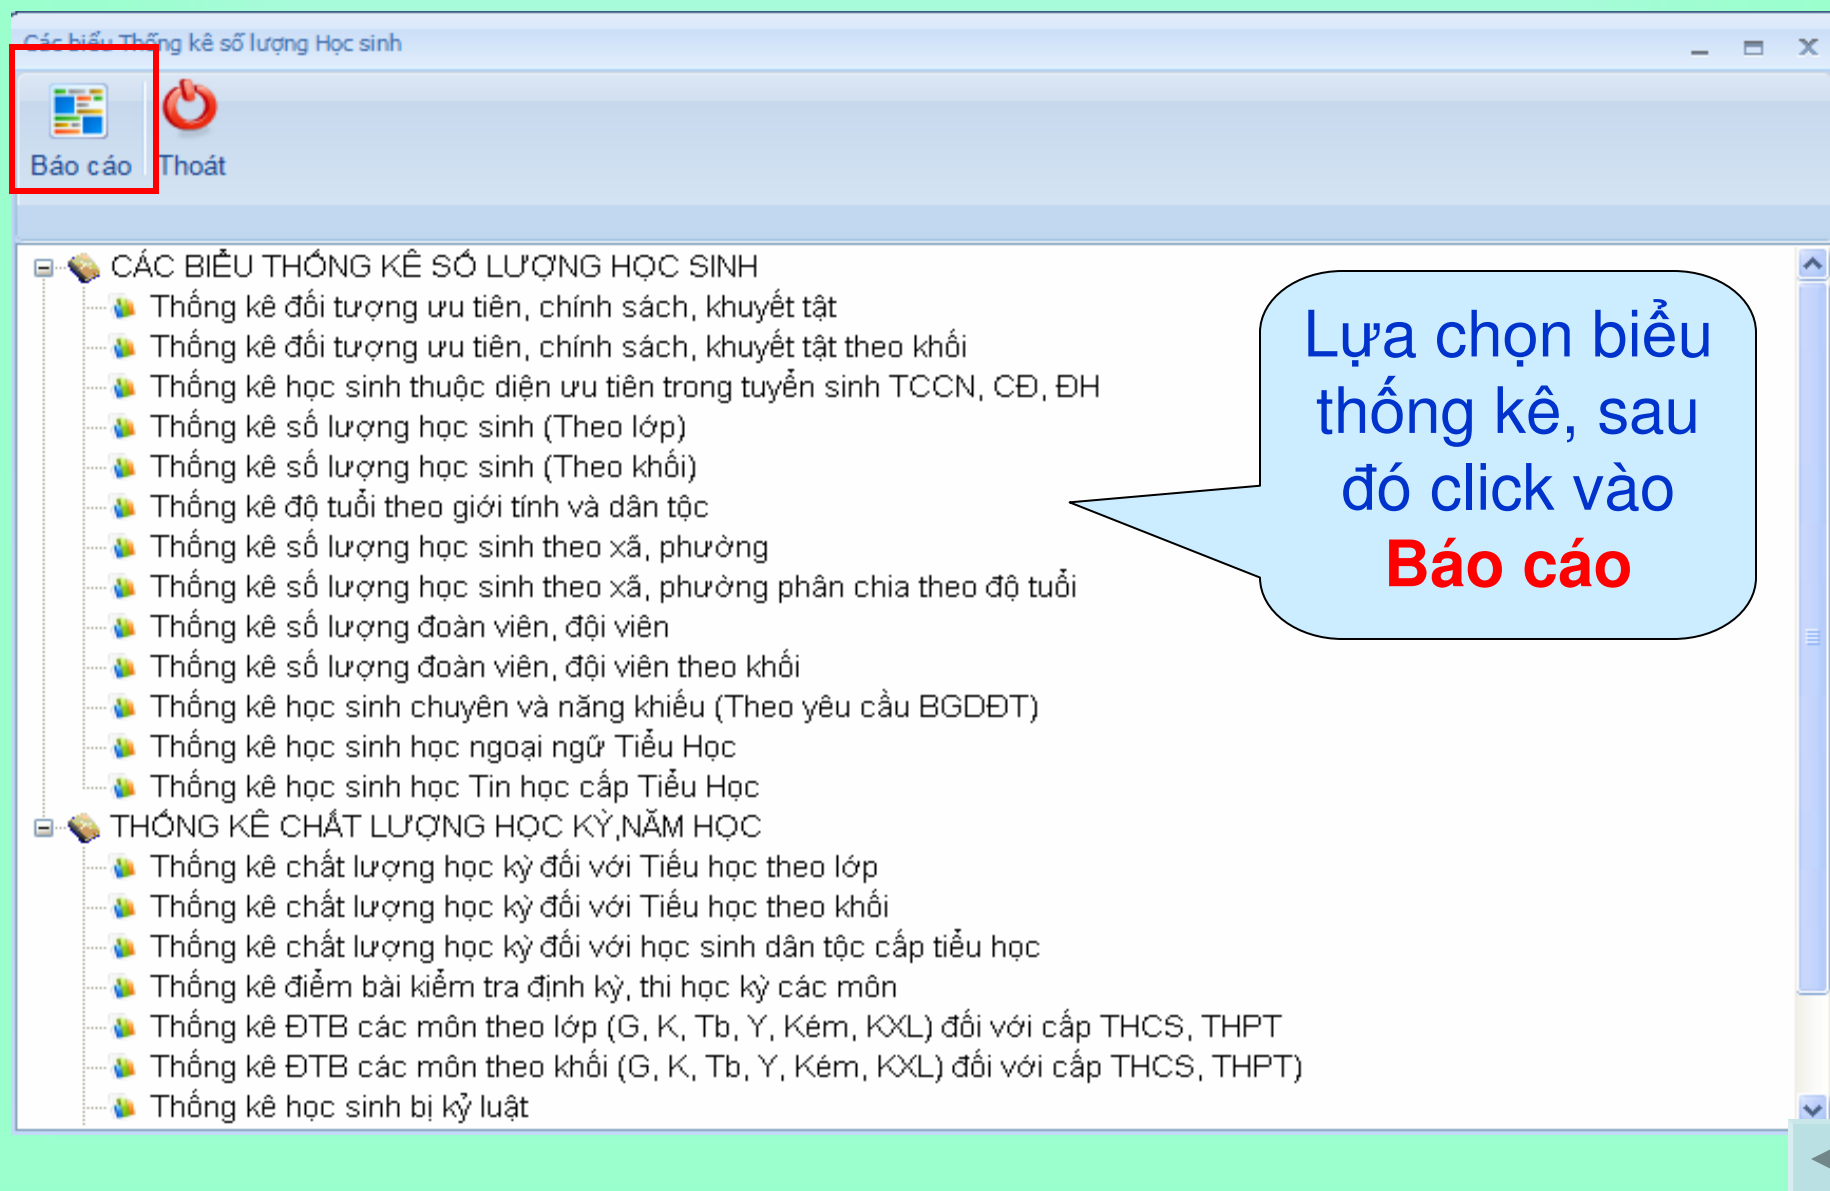 Các biểu Thống kê số lượng Học sinh
Báo cáo
Thoát
CÁC BIỂU THỐNG KÊ SỐ LƯỢNG HỌC SINH
Thống kê đối tượng ưu tiên, chính sách, khuyết tật
Thống kê đối tượng ưu tiên, chính sách, khuyết tật theo khối
Thống kê học sinh thuộc diện ưu tiên trong tuyển sinh TCCN, CĐ, ĐH
Thống kê số lượng học sinh (Theo lớp)
Thống kê số lượng học sinh (Theo khối)
Thống kê độ tuổi theo giới tính và dân tộc
Thống kê số lượng học sinh theo xã, phường
Thống kê số lượng học sinh theo xã, phường phân chia theo độ tuổi
Thống kê số lượng đoàn viên, đội viên
Thống kê số lượng đoàn viên, đội viên theo khối
Thống kê học sinh chuyên và năng khiếu (Theo yêu cầu BGDĐT)
Thống kê học sinh học ngoại ngữ Tiểu Học
Thống kê học sinh học Tin học cấp Tiểu Học
THỐNG KÊ CHẤT LƯỢNG HỌC KỲ,NĂM HỌC
Thống kê chất lượng học kỳ đối với Tiếu học theo lớp
Thống kê chất lượng học kỳ đối với Tiếu học theo khối
Thống kê chất lượng học kỳ đối với học sinh dân tộc cấp tiểu học
Thống kê điểm bài kiểm tra định kỳ, thi học kỳ các môn
Thống kê ĐTB các môn theo lớp (G, K, Tb, Y, Kém, KXL) đối với cấp THCS, THPT
Thống kê ĐTB các môn theo khối (G, K, Tb, Y, Kém, KXL) đối với cấp THCS, THPT)
Thống kê học sinh bị kỷ luật
Lựa chọn biểu
thống kê, sau
đó click vào
Báo cáo